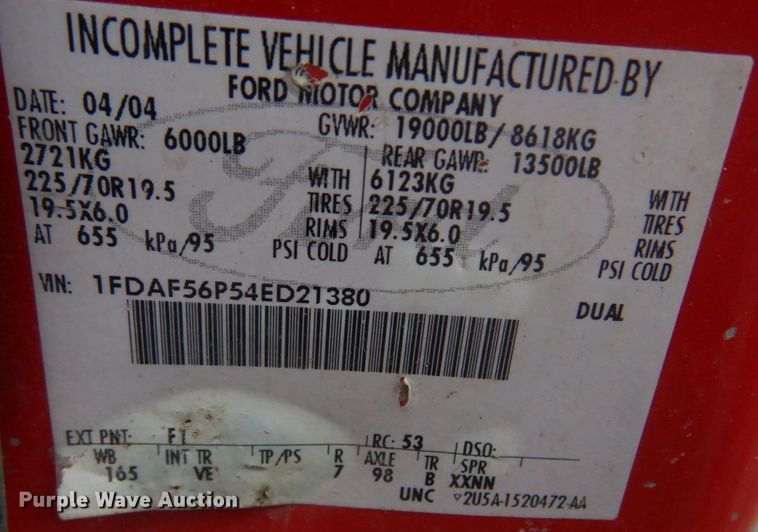 INCOMPLETE VEHICLE MANUFACTURED BY
FORD MOTOR COMPANY
DATE: 04/04 GVWR: 19000LB/ 8618KG
FRONT GAWR: 6000LB REAR GAWR: 13500LB
2721KG WITH 6123KG WITH
225/70R19.5 TIRES 225/70R19.5 TIRES
19.5X6.0 RIMS 19.5X6.0 RIMS
AT 655 kPa/95 PSI COLD AT 655 kPa/95 PSI COLD
VIN: 1FDAF56P54ED21380 DUAL
Ford
EXT PNT: F1 RC: 53 DSO:
WB INT TR TP/PS R AXLE TR SPR
165 VE 7 98 B XXNN
UNC 2U5A-1520472-AA
Purple Wave Auction